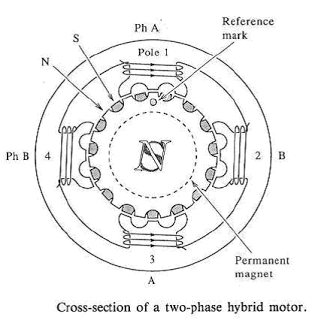 Ph A
Reference
mark
S
Pole 1
N
Ph B
4
N
S
2
B
3
Permanent
magnet
A
Cross-section of a two-phase hybrid motor.